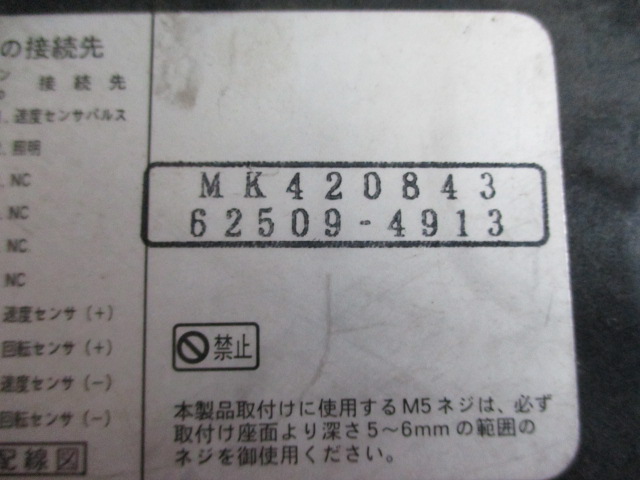 の接続先
接続先
速度センサパルス
照明
NC
NC
NC
NC
速度センサ(+)
回転センサ(+)
速度センサ(-)
回転センサ(-)
配線図
MK420843
62509-4913
禁止
本製品取付けに使用するM5ネジは、必ず
取付け座面より深さ5～6mmの範囲の
ネジを御使用ください。